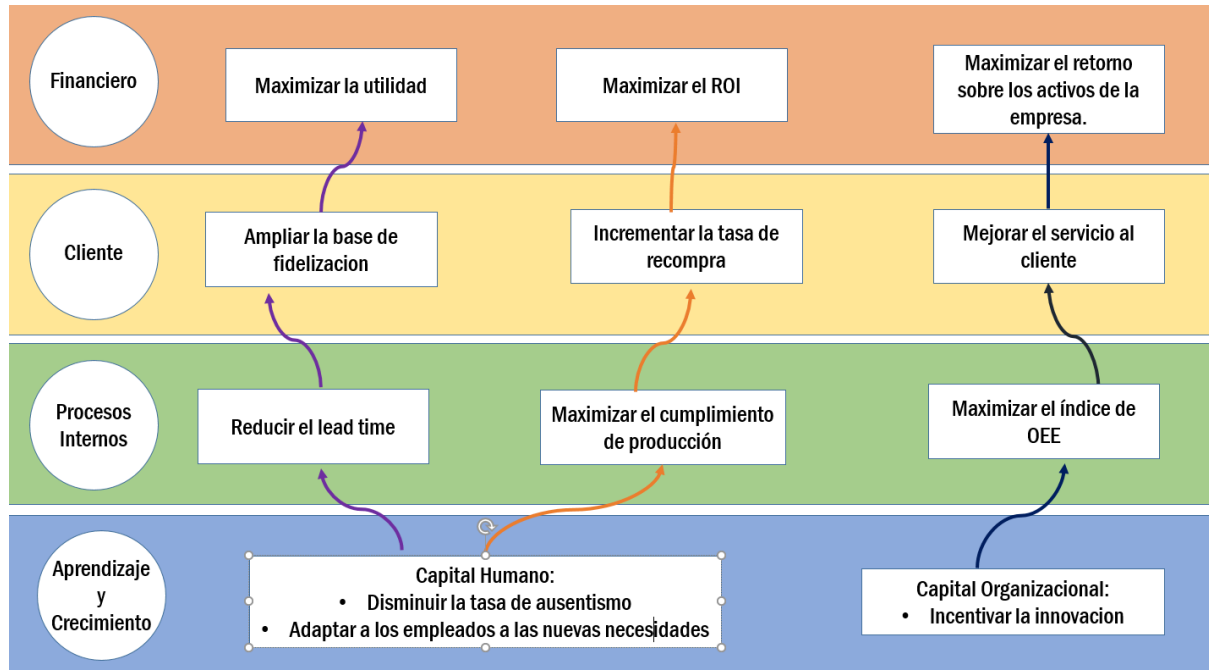 Financiero
Maximizar la utilidad
Maximizar el ROI
Maximizar el retorno
sobre los activos de la
empresa.
Cliente
Ampliar la base de
fidelizacion
Incrementar la tasa de
recompra
Mejorar el servicio al
cliente
Procesos
Internos
Reducir el lead time
Maximizar el cumplimiento
de producción
Maximizar el índice de
OEE
Aprendizaje
y
Crecimiento
Capital Humano:
• Disminuir la tasa de ausentismo
• Adaptar a los empleados a las nuevas necesidades
Capital Organizacional:
• Incentivar la innovacion